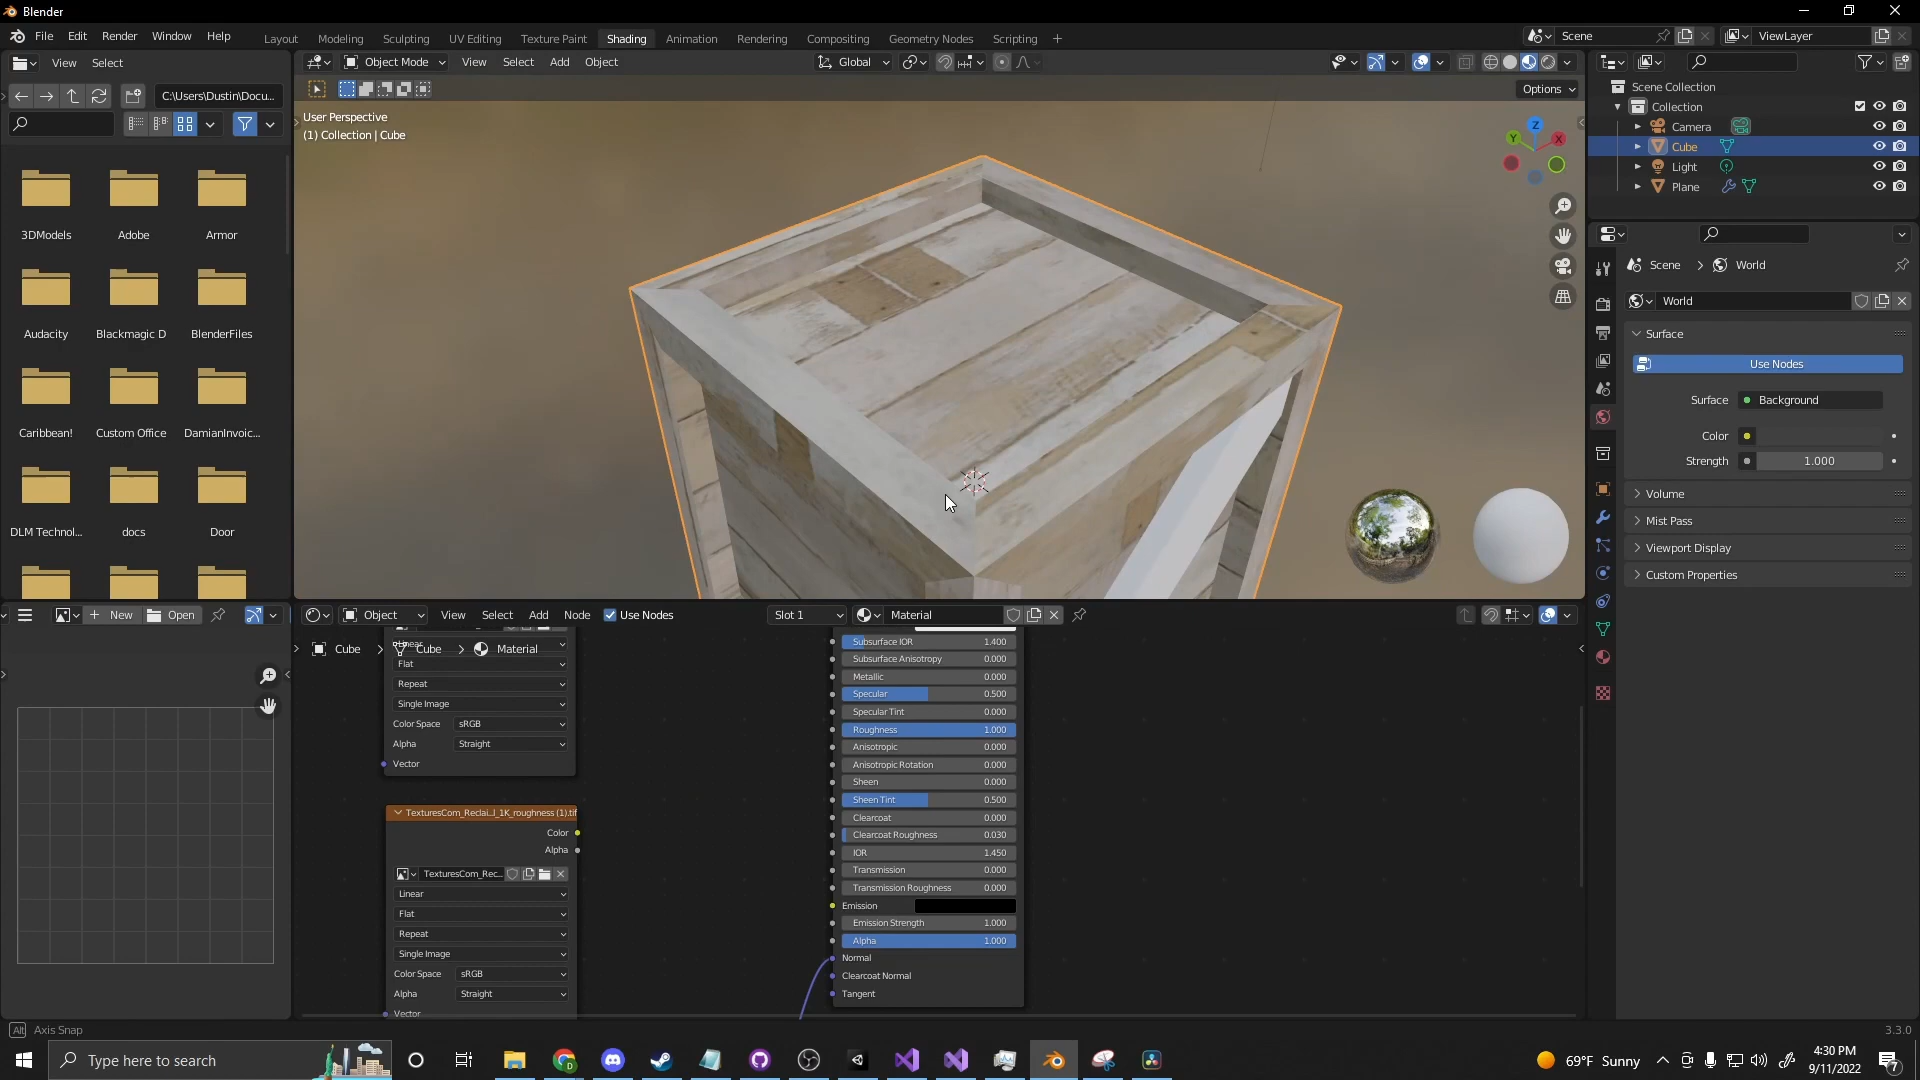 Blender
File Edit Render Window Help
Layout Modeling Sculpting UV Editing Texture Paint Shading Animation Rendering Compositing Geometry Nodes Scripting +
Scene
ViewLayer
View Select
Object Mode View Select Add Object
Global
C:\Users\Dustin\Docu...
Options
User Perspective
(1) Collection | Cube
Z
Y
X
3DModels Adobe Armor
Audacity Blackmagic D BlenderFiles
Caribbean! Custom Office DamianInvoic...
DLM Technol... docs Door
Scene Collection
Collection
Camera
Cube
Light
Plane
Scene > World
World
Surface
Use Nodes
Surface Background
Color
Strength 1.000
Volume
Mist Pass
Viewport Display
Custom Properties
New Open
Object View Select Add Node Use Nodes
Slot 1 Material
Cube > Cube > Material
Linear
Flat
Repeat
Single Image
Color Space sRGB
Alpha Straight
Vector
TexturesCom_Reclai...l_1K_roughness (1).tif
Color
Alpha
TexturesCom_Rec...
Linear
Flat
Repeat
Single Image
Color Space sRGB
Alpha Straight
Vector
Subsurface IOR 1.400
Subsurface Anisotropy 0.000
Metallic 0.000
Specular 0.500
Specular Tint 0.000
Roughness 1.000
Anisotropic 0.000
Anisotropic Rotation 0.000
Sheen 0.000
Sheen Tint 0.500
Clearcoat 0.000
Clearcoat Roughness 0.030
IOR 1.450
Transmission 0.000
Transmission Roughness 0.000
Emission
Emission Strength 1.000
Alpha 1.000
Normal
Clearcoat Normal
Tangent
Alt Axis Snap
3.3.0
Type here to search
D
69°F Sunny
4:30 PM
9/11/2022
7